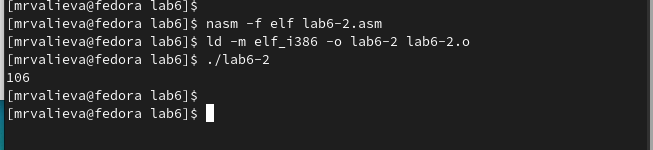 [mrvalieva@fedora lab6]$
[mrvalieva@fedora lab6]$ nasm -f elf lab6-2.asm
[mrvalieva@fedora lab6]$ ld -m elf_i386 -o lab6-2 lab6-2.o
[mrvalieva@fedora lab6]$ ./lab6-2
106
[mrvalieva@fedora lab6]$
[mrvalieva@fedora lab6]$